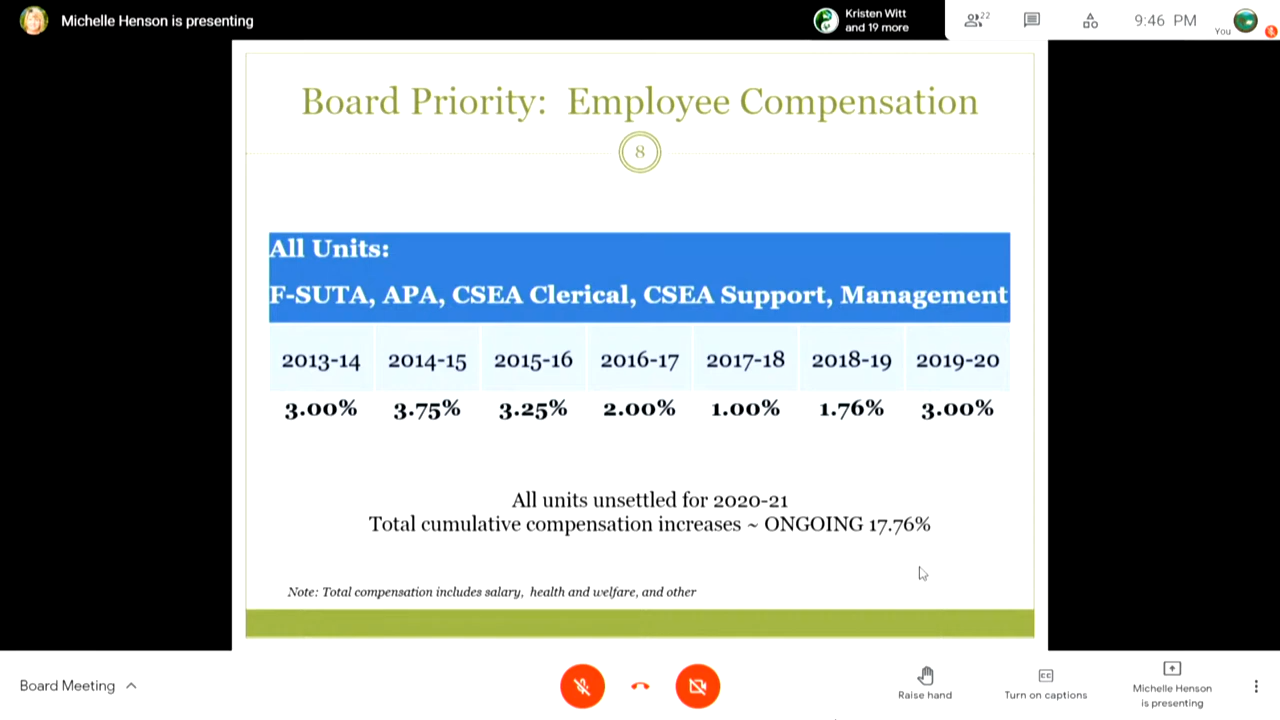 Michelle Henson is presenting
Kristen Witt
and 19 more
22
9:46 PM
You
Board Priority: Employee Compensation
8
All Units:
F-SUTA, APA, CSEA Clerical, CSEA Support, Management
2013-14 2014-15 2015-16 2016-17 2017-18 2018-19 2019-20
3.00% 3.75% 3.25% 2.00% 1.00% 1.76% 3.00%
All units unsettled for 2020-21
Total cumulative compensation increases ~ ONGOING 17.76%
Note: Total compensation includes salary, health and welfare, and other
Board Meeting
Raise hand
CC
Turn on captions
Michelle Henson
is presenting